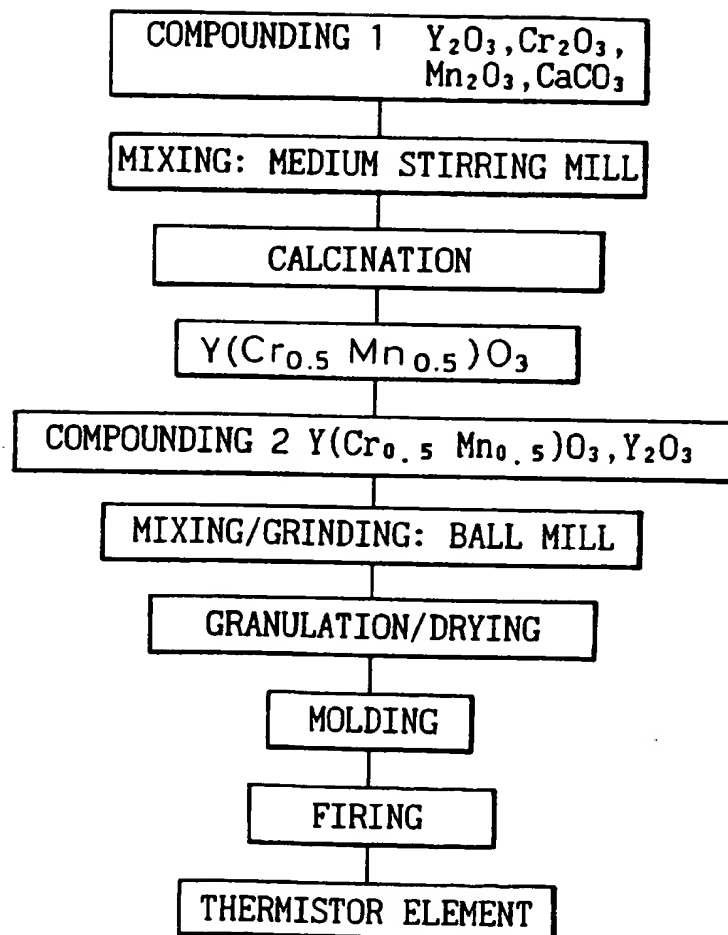 COMPOUNDING 1 Y₂O₃,Cr₂O₃,
Mn₂O₃,CaCO₃
MIXING: MEDIUM STIRRING MILL
CALCINATION
Y(Cr₀.₅ Mn₀.₅)O₃
COMPOUNDING 2 Y(Cr₀.₅ Mn₀.₅)O₃,Y₂O₃
MIXING/GRINDING: BALL MILL
GRANULATION/DRYING
MOLDING
FIRING
THERMISTOR ELEMENT